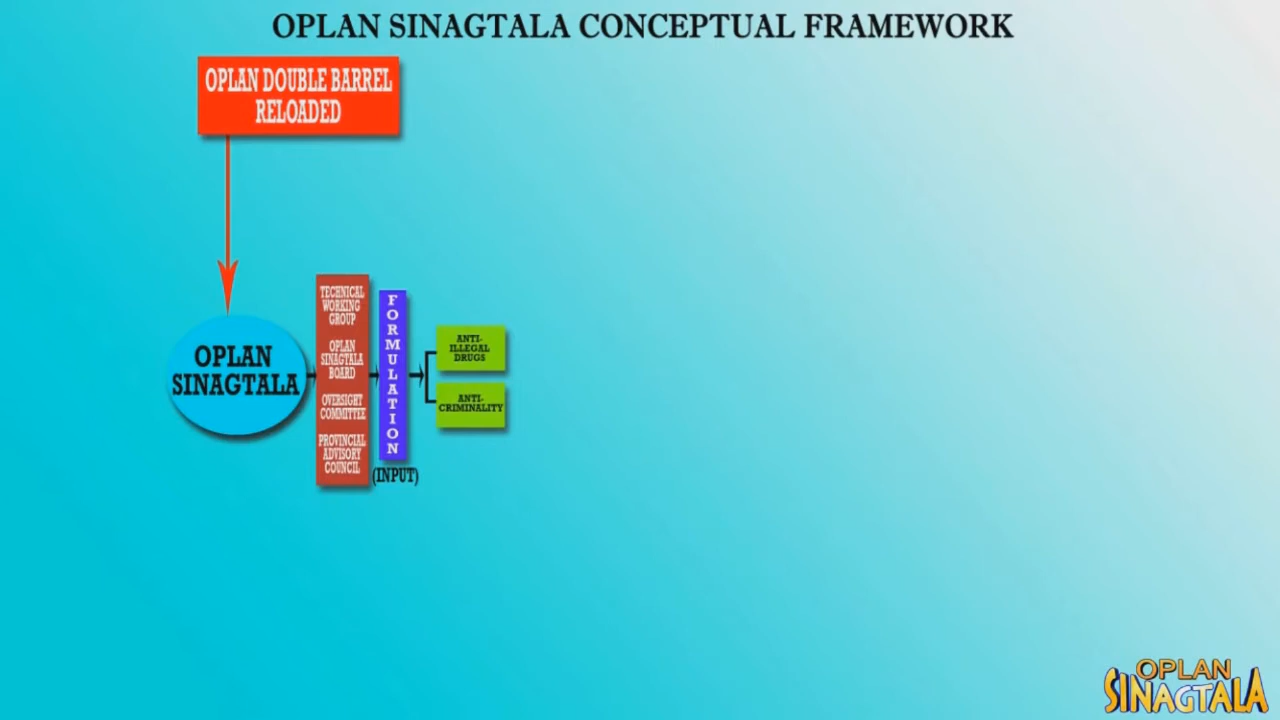 OPLAN SINAGTALA CONCEPTUAL FRAMEWORK
OPLAN DOUBLE BARREL
RELOADED
OPLAN
SINAGTALA
TECHNICAL
WORKING
GROUP
OPLAN
SINAGTALA
BOARD
OVERSIGHT
COMMITTEE
PROVINCIAL
ADVISORY
COUNCIL
FORMULATION
(INPUT)
ANTI-
ILLEGAL
DRUGS
ANTI-
CRIMINALITY
OPLAN
SINAGTALA